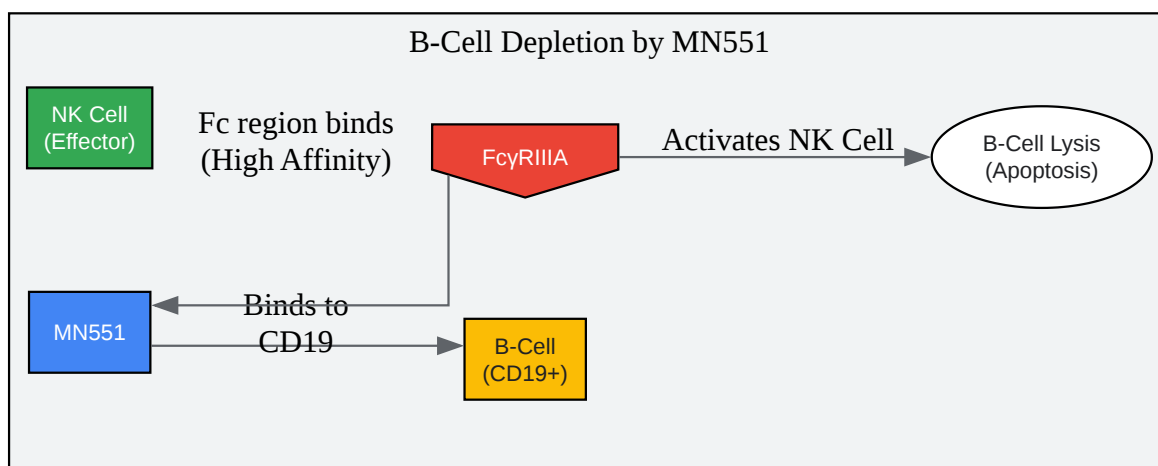 B-Cell Depletion by MN551
NK Cell
(Effector)
Fc region binds
(High Affinity)
FcγRIIIA
Activates NK Cell
B-Cell Lysis
(Apoptosis)
MN551
Binds to
CD19
B-Cell
(CD19+)